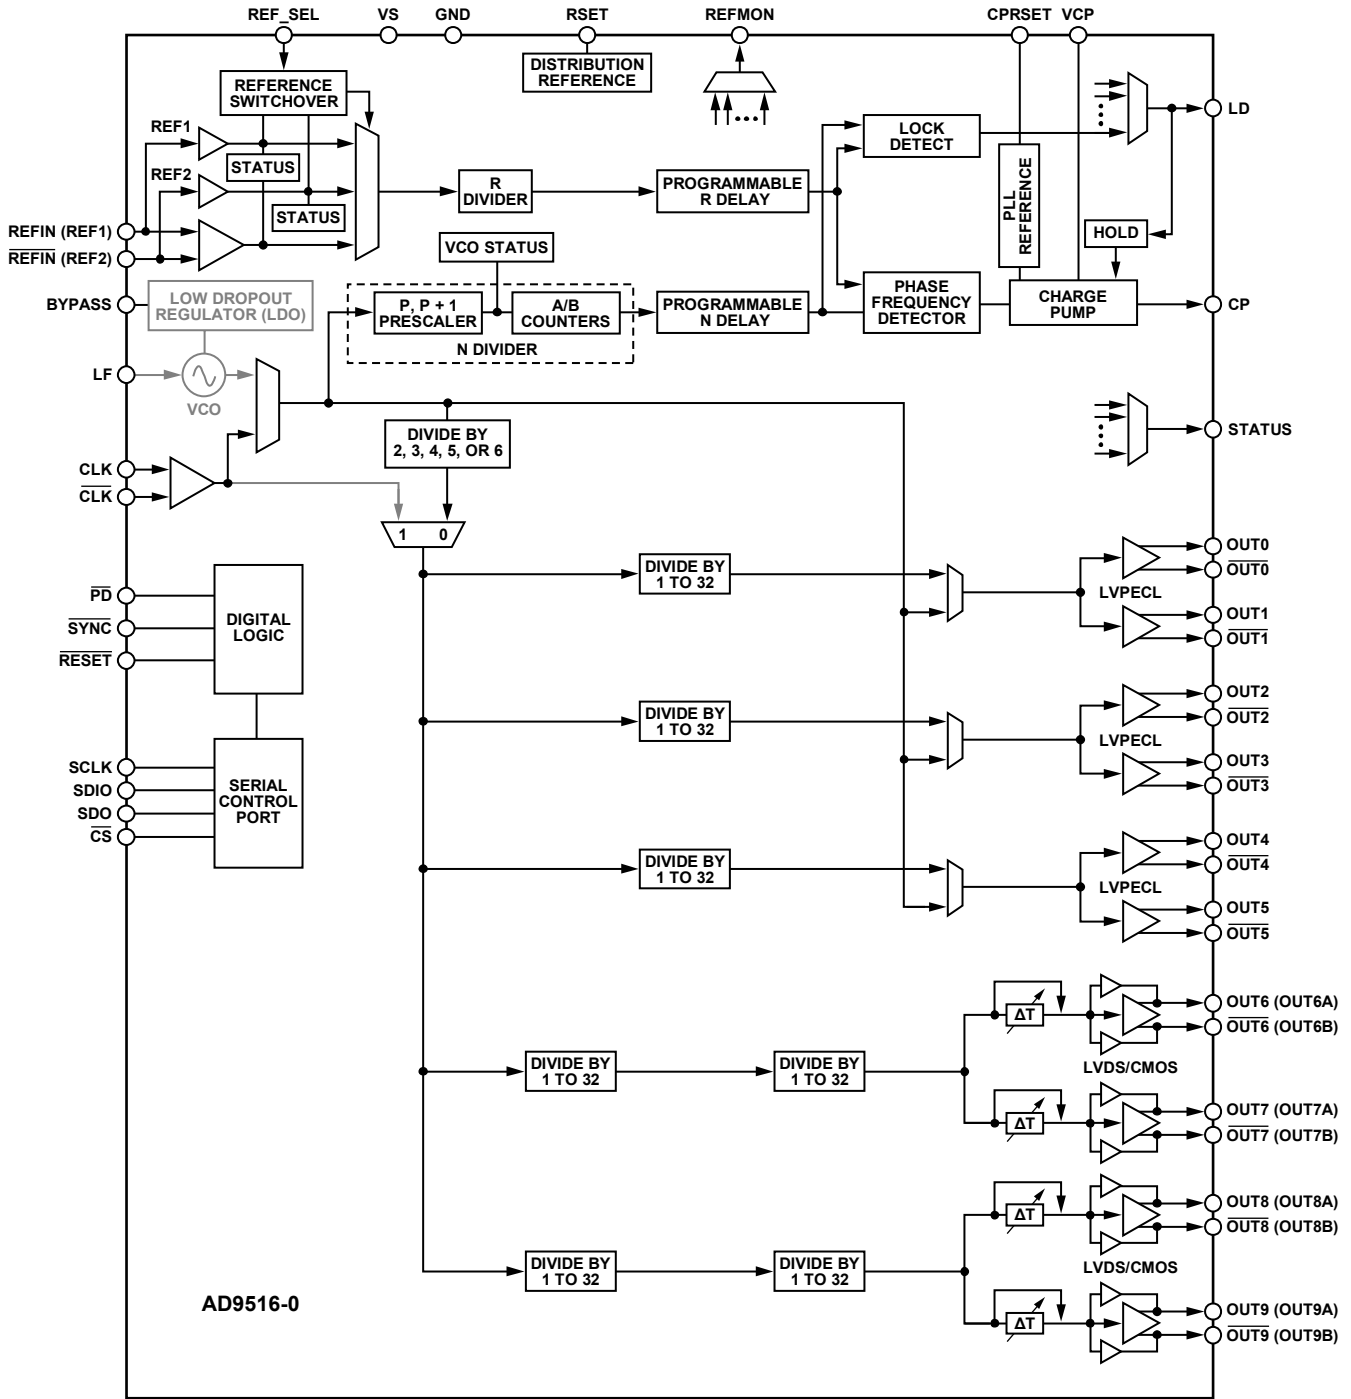 REF_SEL VS GND RSET REFMON CPRSET VCP
DISTRIBUTION
REFERENCE
REFERENCE
SWITCHOVER
LD
REF1
LOCK
DETECT
STATUS
REF2
R
DIVIDER
PROGRAMMABLE
R DELAY
PLL
REFERENCE
STATUS
REFIN (REF1)
REFIN (REF2)
HOLD
VCO STATUS
BYPASS
LOW DROPOUT
REGULATOR (LDO)
P, P + 1
PRESCALER
A/B
COUNTERS
N DIVIDER
PROGRAMMABLE
N DELAY
PHASE
FREQUENCY
DETECTOR
CHARGE
PUMP
CP
LF
VCO
STATUS
DIVIDE BY
2, 3, 4, 5, OR 6
CLK
CLK
1 0
DIVIDE BY
1 TO 32
LVPECL
OUT0
OUT0
OUT1
OUT1
PD
SYNC
RESET
DIGITAL
LOGIC
DIVIDE BY
1 TO 32
LVPECL
OUT2
OUT2
OUT3
OUT3
SCLK
SDIO
SDO
CS
SERIAL
CONTROL
PORT
DIVIDE BY
1 TO 32
LVPECL
OUT4
OUT4
OUT5
OUT5
DIVIDE BY
1 TO 32
DIVIDE BY
1 TO 32
ΔT
ΔT
LVDS/CMOS
OUT6 (OUT6A)
OUT6 (OUT6B)
OUT7 (OUT7A)
OUT7 (OUT7B)
DIVIDE BY
1 TO 32
DIVIDE BY
1 TO 32
ΔT
ΔT
LVDS/CMOS
OUT8 (OUT8A)
OUT8 (OUT8B)
OUT9 (OUT9A)
OUT9 (OUT9B)
AD9516-0